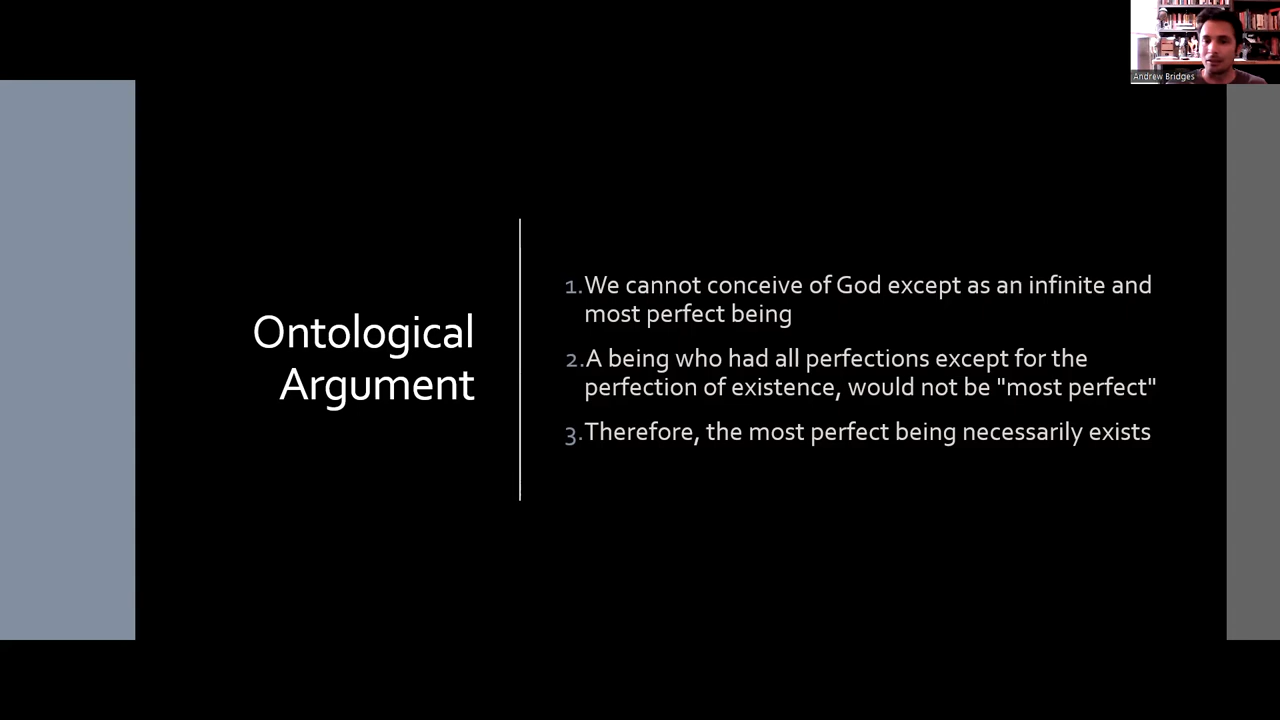 Andrew Bridges
Ontological
Argument
1.We cannot conceive of God except as an infinite and
most perfect being
2.A being who had all perfections except for the
perfection of existence, would not be "most perfect"
3.Therefore, the most perfect being necessarily exists